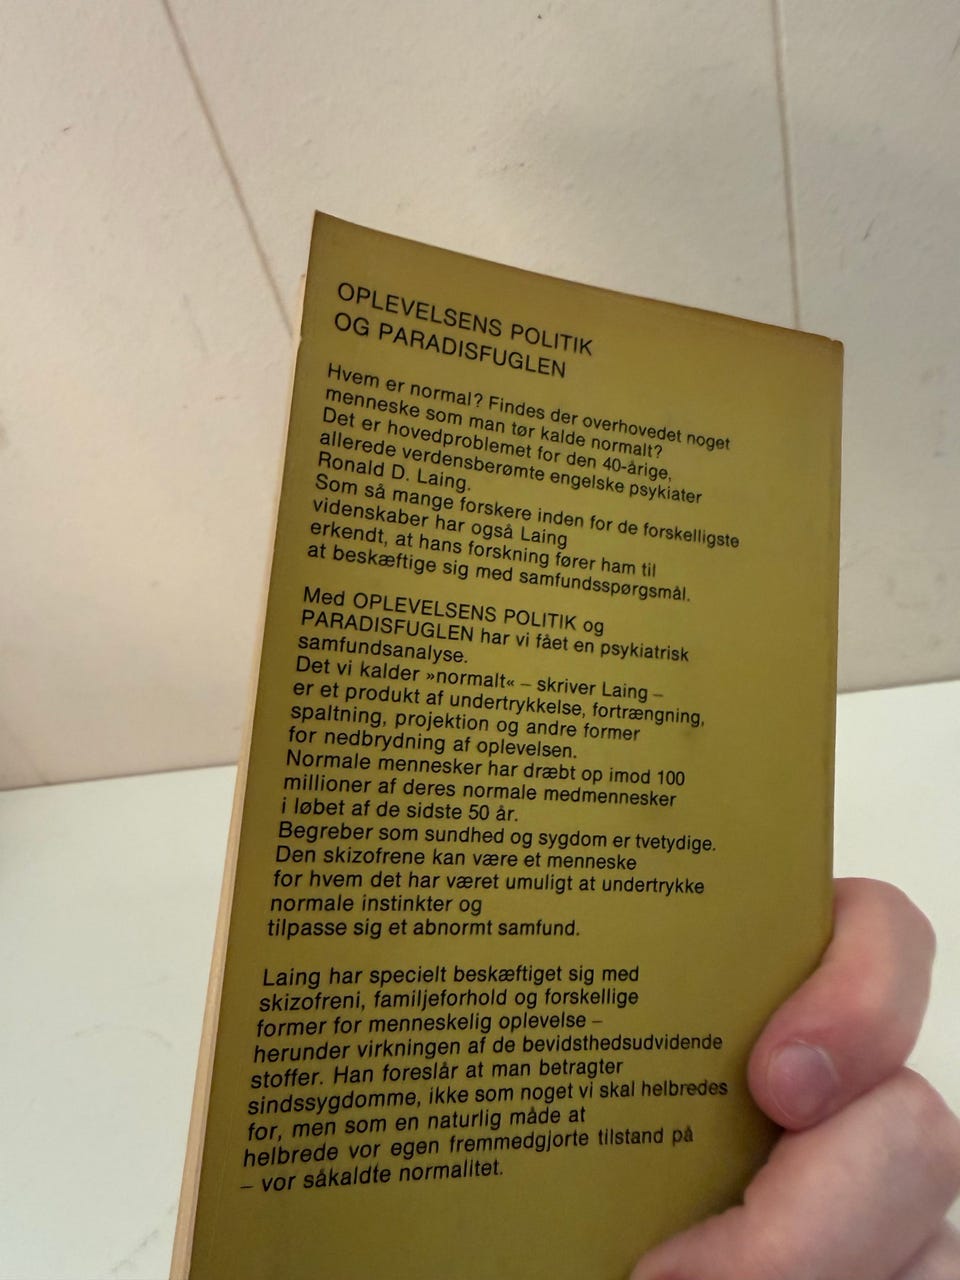 OPLEVELSENS POLITIK
OG PARADISFUGLEN
Hvem er normal? Findes der overhovedet noget
menneske som man tør kalde normalt?
Det er hovedproblemet for den 40-årige,
allerede verdensberømte engelske psykiater
Ronald D. Laing.
Som så mange forskere inden for de forskelligste
videnskaber har også Laing
erkendt, at hans forskning fører ham til
at beskæftige sig med samfundsspørgsmål.
Med OPLEVELSENS POLITIK og
PARADISFUGLEN har vi fået en psykiatrisk
samfundsanalyse.
Det vi kalder »normalt« – skriver Laing –
er et produkt af undertrykkelse, fortrængning,
spaltning, projektion og andre former
for nedbrydning af oplevelsen.
Normale mennesker har dræbt op imod 100
millioner af deres normale medmennesker
i løbet af de sidste 50 år.
Begreber som sundhed og sygdom er tvetydige.
Den skizofrene kan være et menneske
for hvem det har været umuligt at undertrykke
normale instinkter og
tilpasse sig et abnormt samfund.
Laing har specielt beskæftiget sig med
skizofreni, familjeforhold og forskellige
former for menneskelig oplevelse –
herunder virkningen af de bevidsthedsudvidende
stoffer. Han foreslår at man betragter
sindssygdomme, ikke som noget vi skal helbredes
for, men som en naturlig måde at
helbrede vor egen fremmedgjorte tilstand på
– vor såkaldte normalitet.